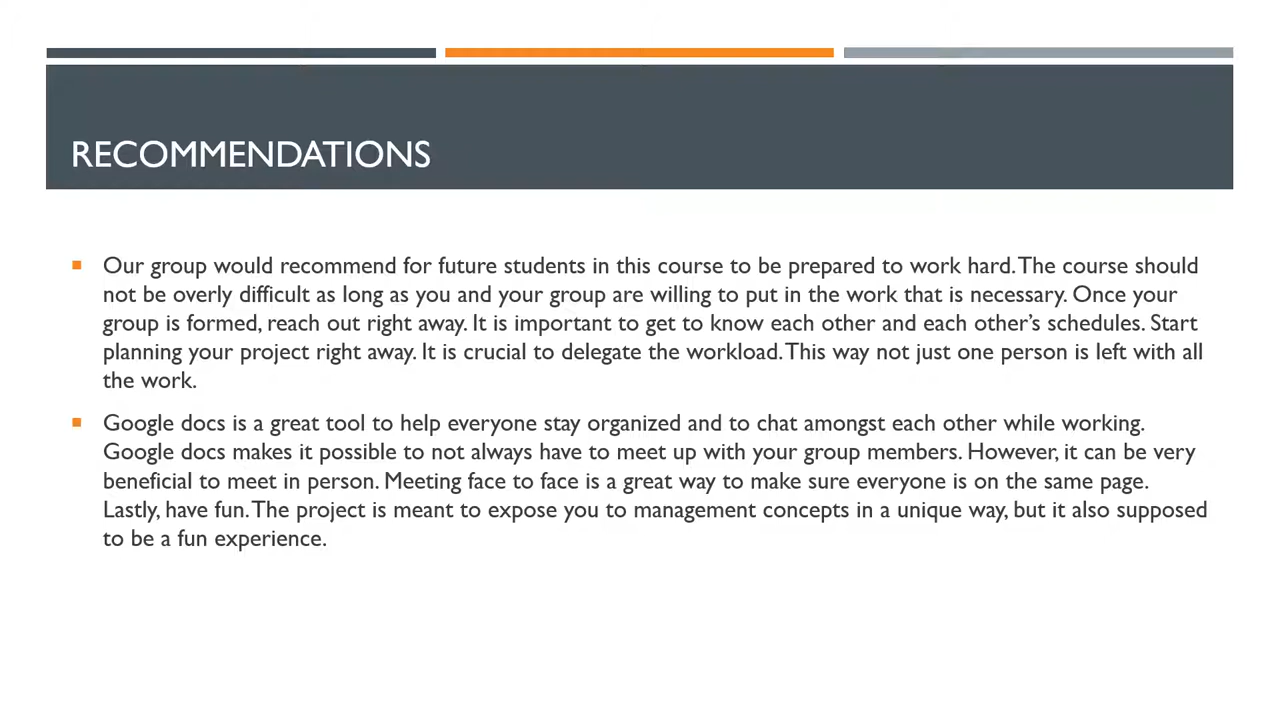 RECOMMENDATIONS
Our group would recommend for future students in this course to be prepared to work hard. The course should
not be overly difficult as long as you and your group are willing to put in the work that is necessary. Once your
group is formed, reach out right away. It is important to get to know each other and each other’s schedules. Start
planning your project right away. It is crucial to delegate the workload. This way not just one person is left with all
the work.
Google docs is a great tool to help everyone stay organized and to chat amongst each other while working.
Google docs makes it possible to not always have to meet up with your group members. However, it can be very
beneficial to meet in person. Meeting face to face is a great way to make sure everyone is on the same page.
Lastly, have fun. The project is meant to expose you to management concepts in a unique way, but it also supposed
to be a fun experience.